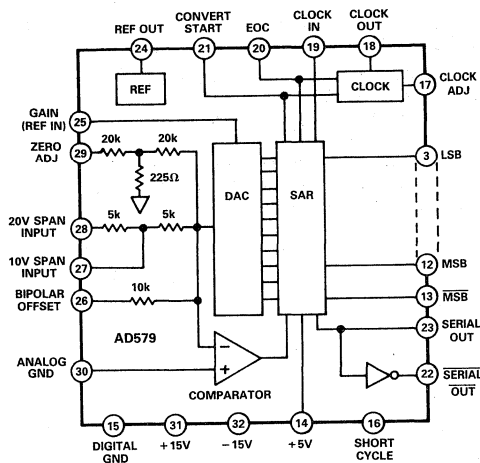 REF OUT
CONVERT
START
EOC
CLOCK
IN
CLOCK
OUT
24
21
20
19
18
REF
CLOCK
17
CLOCK
ADJ
GAIN
(REF IN)
25
ZERO
ADJ
29
20k
20k
225Ω
DAC
SAR
3
LSB
20V SPAN
INPUT
28
5k
5k
10V SPAN
INPUT
27
12
MSB
BIPOLAR
OFFSET
26
10k
13
MSB
23
SERIAL
OUT
AD579
ANALOG
GND
30
−
+
COMPARATOR
22
SERIAL
OUT
15
31
32
14
16
DIGITAL
GND
+15V
−15V
+5V
SHORT
CYCLE